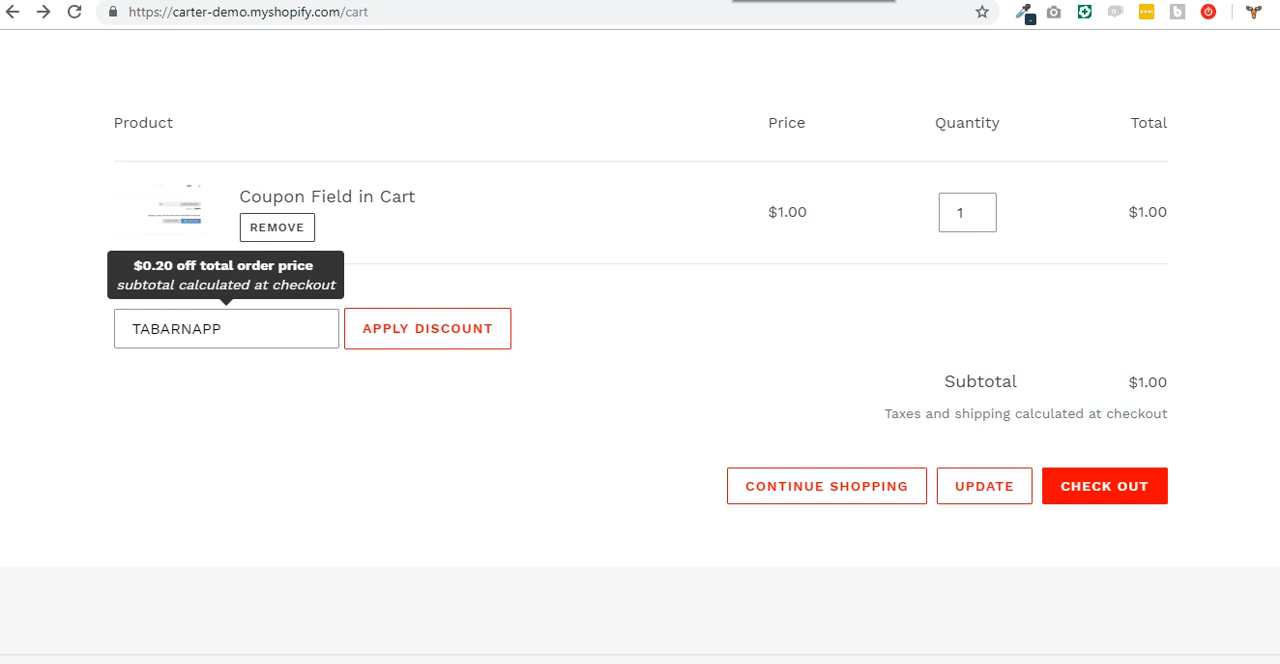 https://carter-demo.myshopify.com/cart
Product Price Quantity Total
Coupon Field in Cart
REMOVE
$1.00 1 $1.00
$0.20 off total order price
subtotal calculated at checkout
TABARNAPP APPLY DISCOUNT
Subtotal $1.00
Taxes and shipping calculated at checkout
CONTINUE SHOPPING UPDATE CHECK OUT